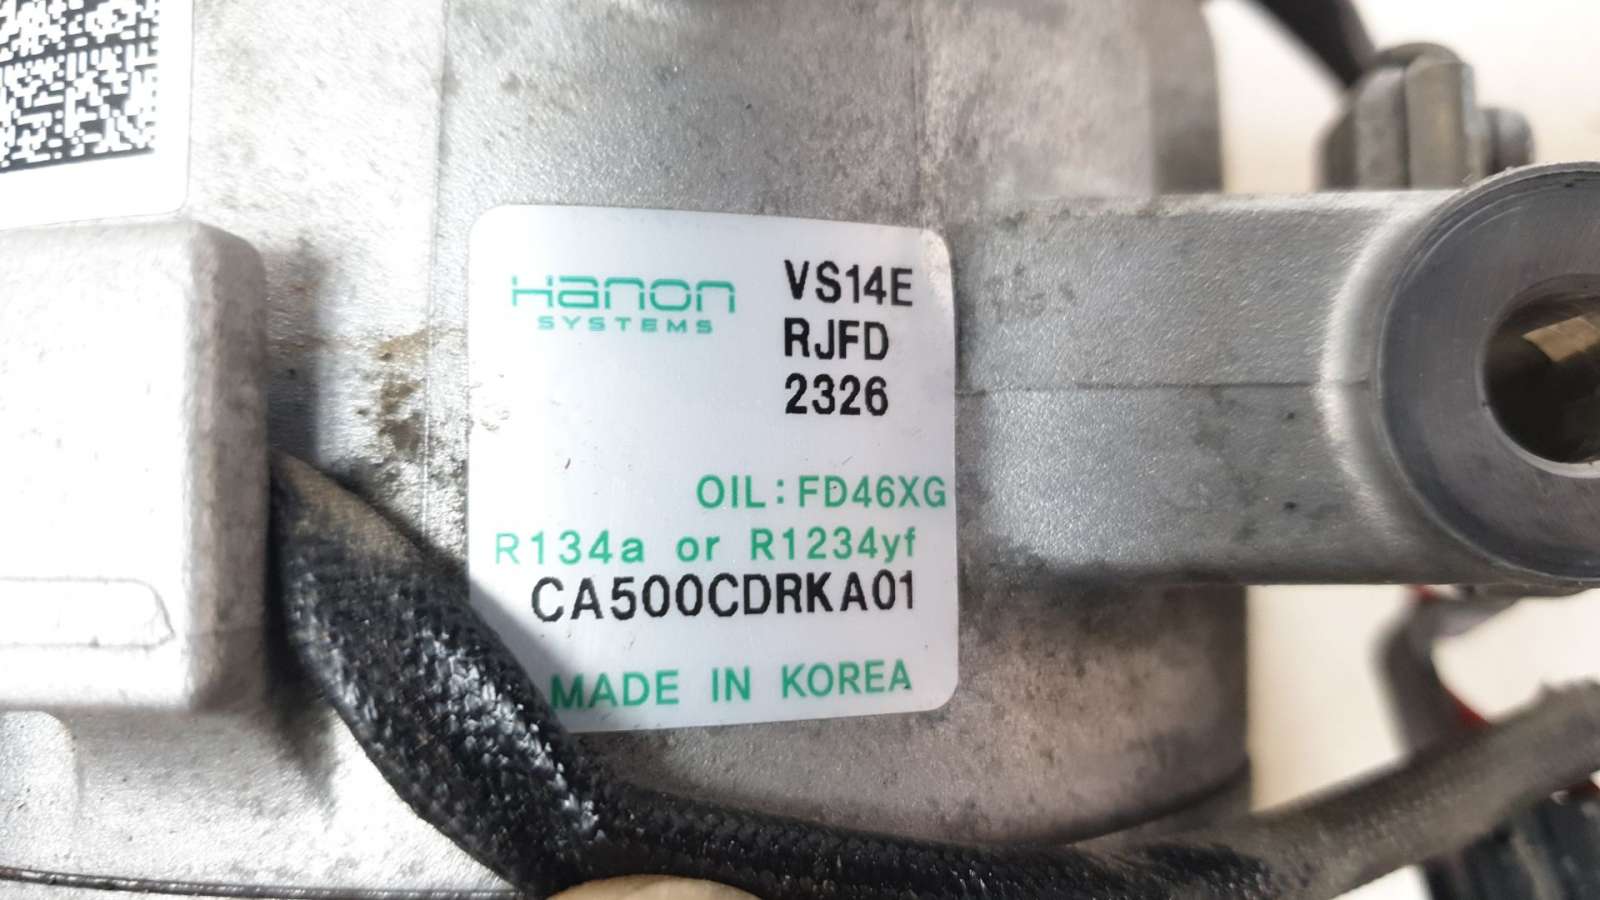 Hanon
SYSTEMS
VS14E
RJFD
2326
OIL:FD46XG
R134a or R1234yf
CA500CDRKA01
MADE IN KOREA